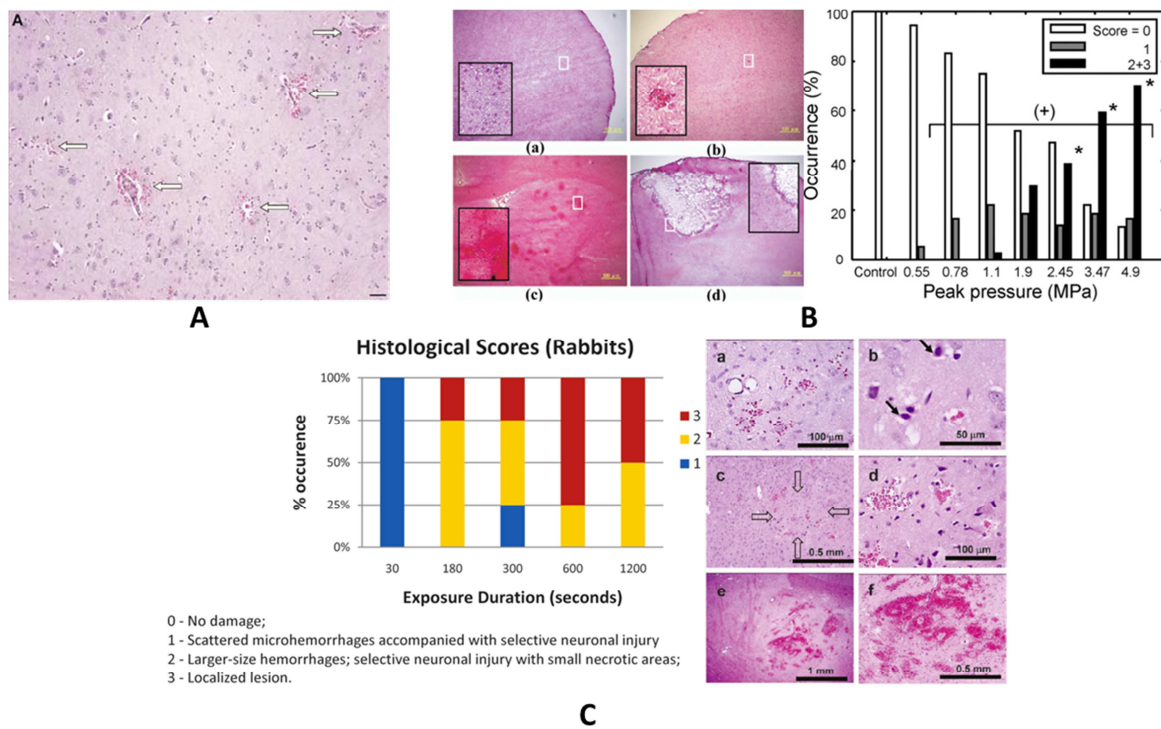 A
(a)
(b)
(c)
(d)
100
80
60
40
20
0
Occurrence (%)
Score = 0
1
2+3
(+)
*
*
*
Control 0.55 0.78 1.1 1.9 2.45 3.47 4.9
Peak pressure (MPa)
A
B
Histological Scores (Rabbits)
100%
75%
50%
25%
0%
% occurence
3
2
1
30 180 300 600 1200
Exposure Duration (seconds)
0 - No damage;
1 - Scattered microhemorrhages accompanied with selective neuronal injury
2 - Larger-size hemorrhages; selective neuronal injury with small necrotic areas;
3 - Localized lesion.
a
100 μm
b
50 μm
c
0.5 mm
d
100 μm
e
1 mm
f
0.5 mm
C